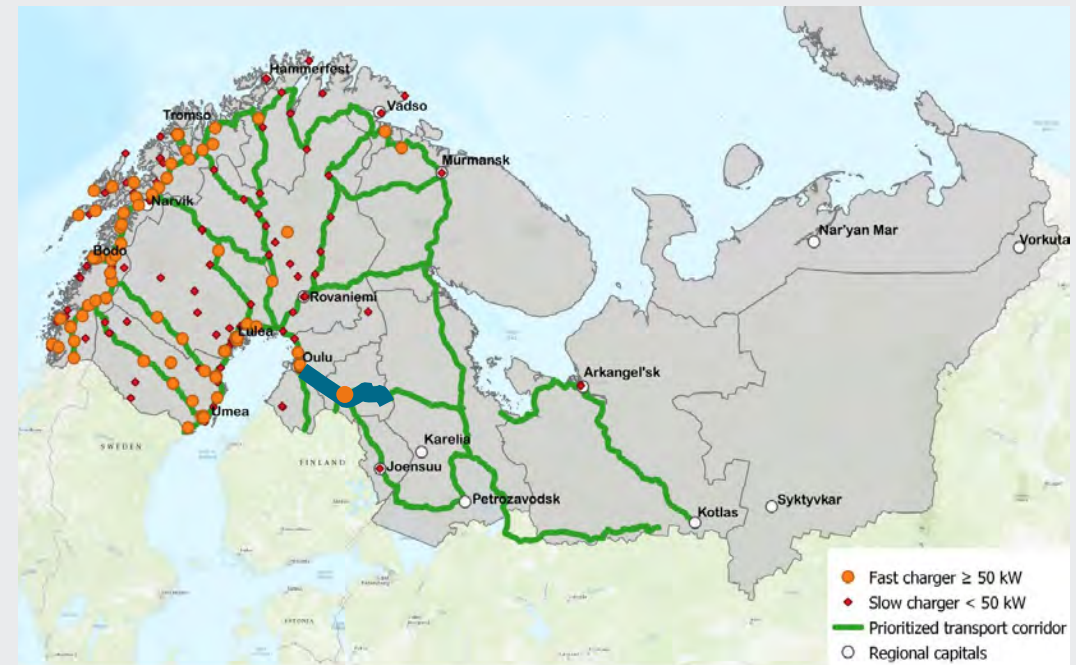 Hammerfest
Vadso
Tromso
Murmansk
Narvik
Nar'yan Mar
Vorkuta
Bodo
Rovaniemi
Lulea
Oulu
Arkangel'sk
Umea
Karelia
SWEDEN
FINLAND
Joensuu
Petrozavodsk
Syktyvkar
Kotlas
ESTONIA
Fast charger ≥ 50 kW
Slow charger < 50 kW
Prioritized transport corridor
Regional capitals